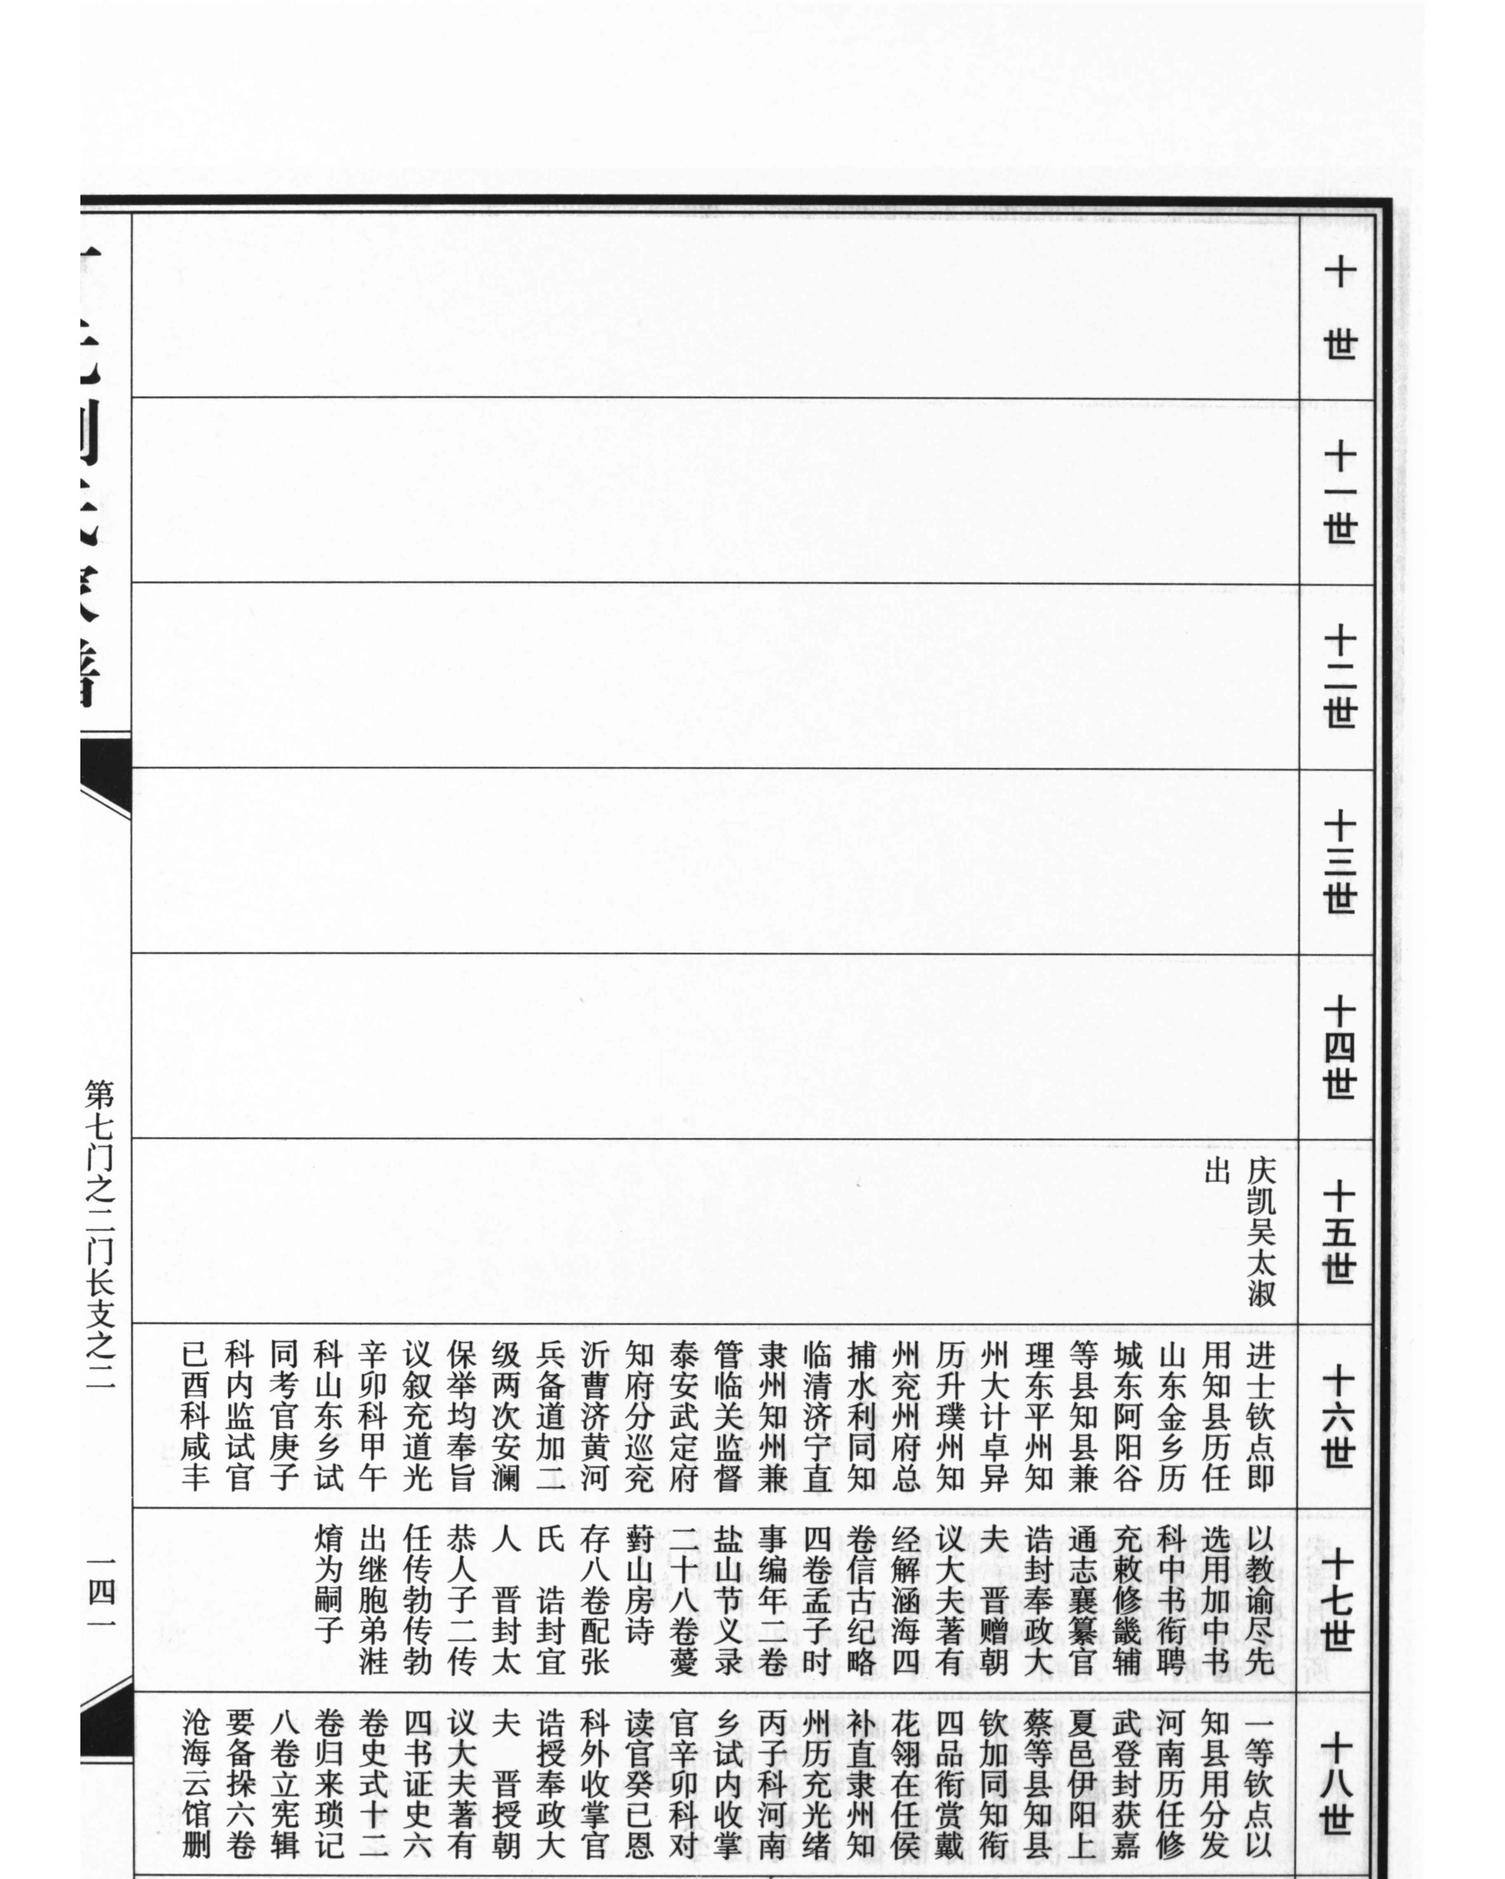 十世
十一世
十二世
十三世
十四世
十五世
庆凯吴太淑
出
十六世
进士钦点即
用知县历任
山东金乡历
城东阿阳谷
等县知县兼
理东平州知
州大计卓异
历升璞州知
州兖州府总
捕水利同知
临清济宁直
隶州知州兼
管临关监督
泰安武定府
知府分巡兖
沂曹济黄河
兵备道加二
级两次安澜
保举均奉旨
议叙充道光
辛卯科甲午
科山东乡试
同考官庚子
科内监试官
已酉科咸丰
十七世
以教谕尽先
选用加中书
科中书衔聘
充敕修畿辅
通志襄纂官
诰封奉政大
夫 晋赠朝
议大夫著有
经解涵海四
卷信古纪略
四卷孟子时
事编年二卷
盐山节义录
二十八卷薆
薱山房诗
存八卷配张
氏 诰封宜
人 晋封太
恭人子二传
任传勃传勃
出继胞弟溎
焴为嗣子
十八世
一等钦点以
知县用分发
河南历任修
武登封获嘉
夏邑伊阳上
蔡等县知县
钦加同知衔
四品衔赏戴
花翎在任侯
补直隶州知
州历充光绪
丙子科河南
乡试内收掌
官辛卯科对
读官癸已恩
科外收掌官
诰授奉政大
夫 晋授朝
议大夫著有
四书证史六
卷史式十二
卷归来琐记
八卷立宪辑
要备挆六卷
沧海云馆删
第七门之二门长支之二
一四一